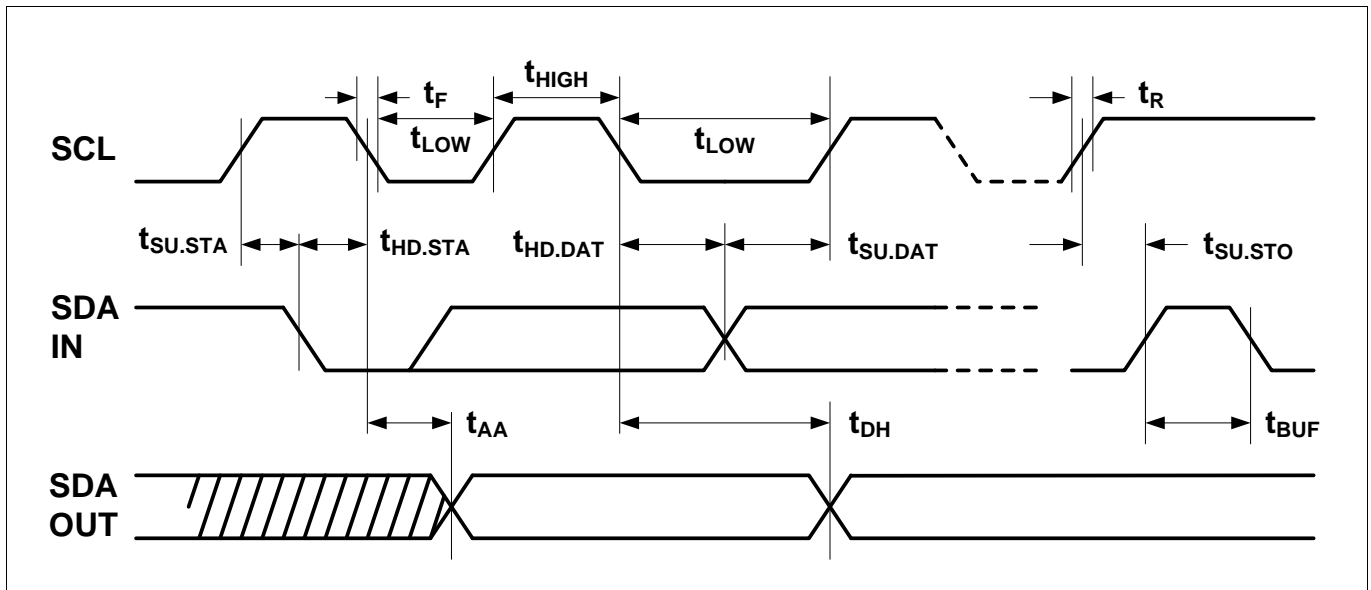 tHIGH
tF
tR
SCL
tLOW
tLOW
tSU.STA
tHD.STA
tHD.DAT
tSU.DAT
tSU.STO
SDA
IN
tAA
tDH
tBUF
SDA
OUT